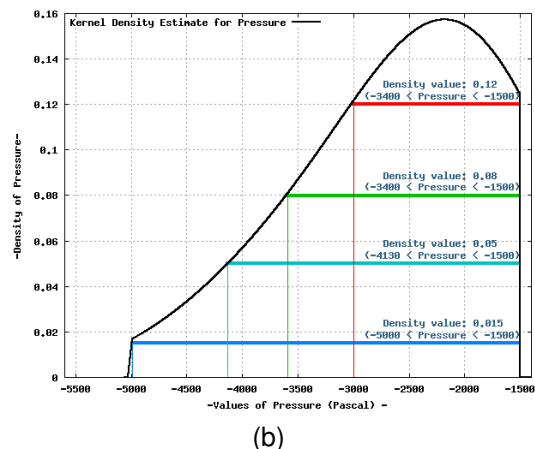 Kernel Density Estimate for Pressure
0.16
0.14
0.12
0.1
0.08
0.06
0.04
0.02
0
-Density of Pressure-
Density value: 0.12
(-3400 < Pressure < -1500)
Density value: 0.08
(-3400 < Pressure < -1500)
Density value: 0.05
(-4130 < Pressure < -1500)
Density value: 0.015
(-5000 < Pressure < -1500)
-5500 -5000 -4500 -4000 -3500 -3000 -2500 -2000 -1500
-Values of Pressure (Pascal) -
(b)